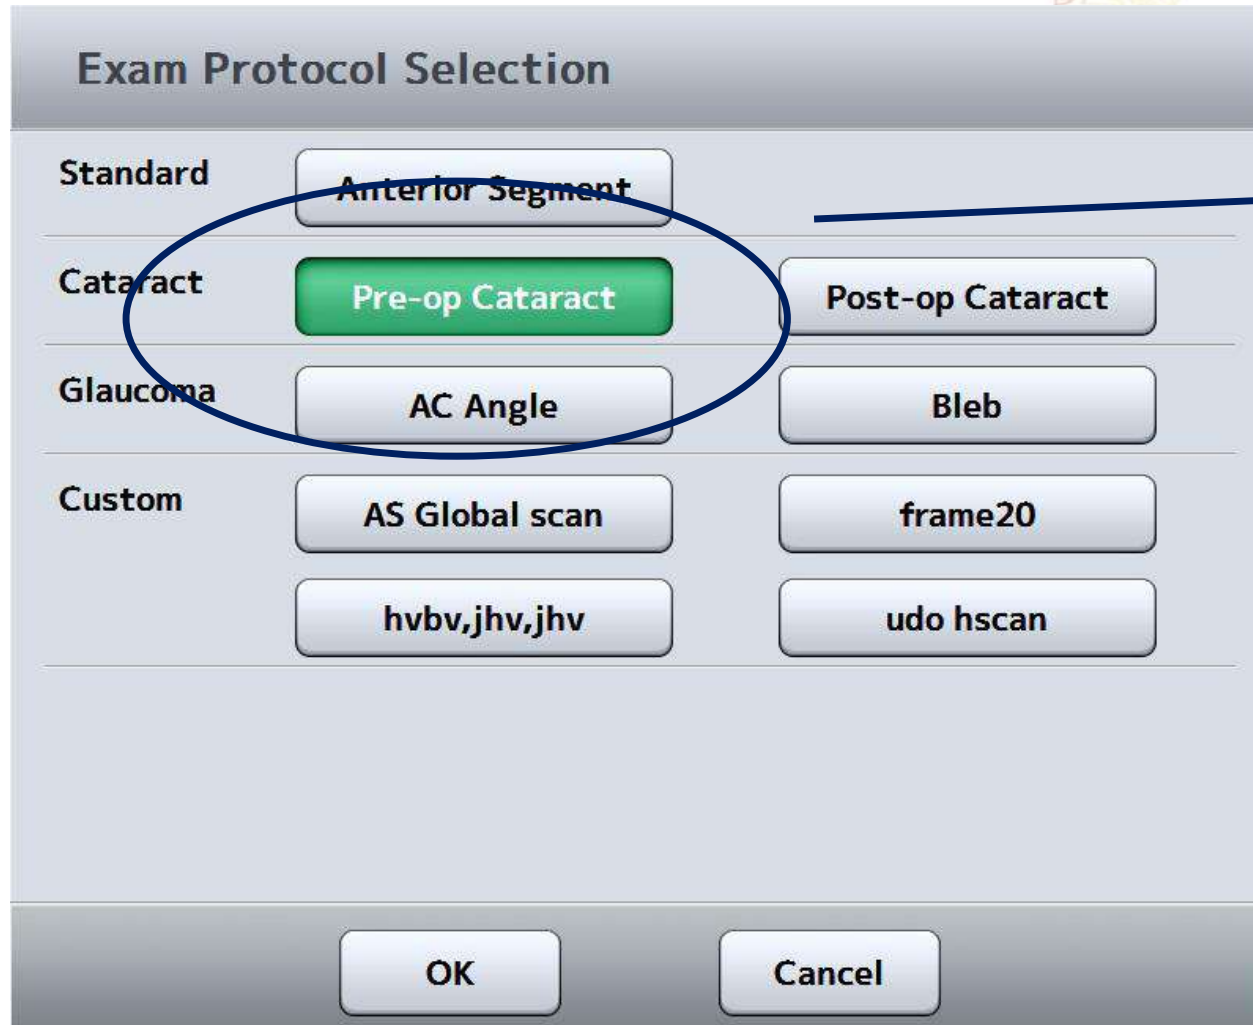 Exam Protocol Selection
Standard Anterior Segment
Cataract Pre-op Cataract Post-op Cataract
Glaucoma AC Angle Bleb
Custom AS Global scan frame20
hvbv,jhv,jhv udo hscan
OK Cancel